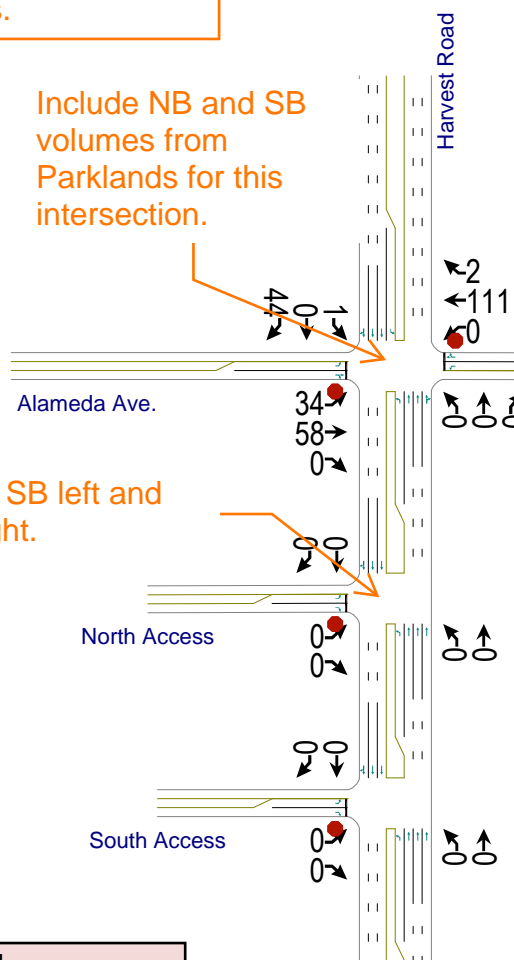 s.
Harvest Road
Include NB and SB
volumes from
Parklands for this
intersection.
44 0 1
2
111
0
Alameda Ave.
34
58
0
0 0 0
SB left and
ght.
0 0
North Access
0
0
0 0
0 0
South Access
0
0
0 0